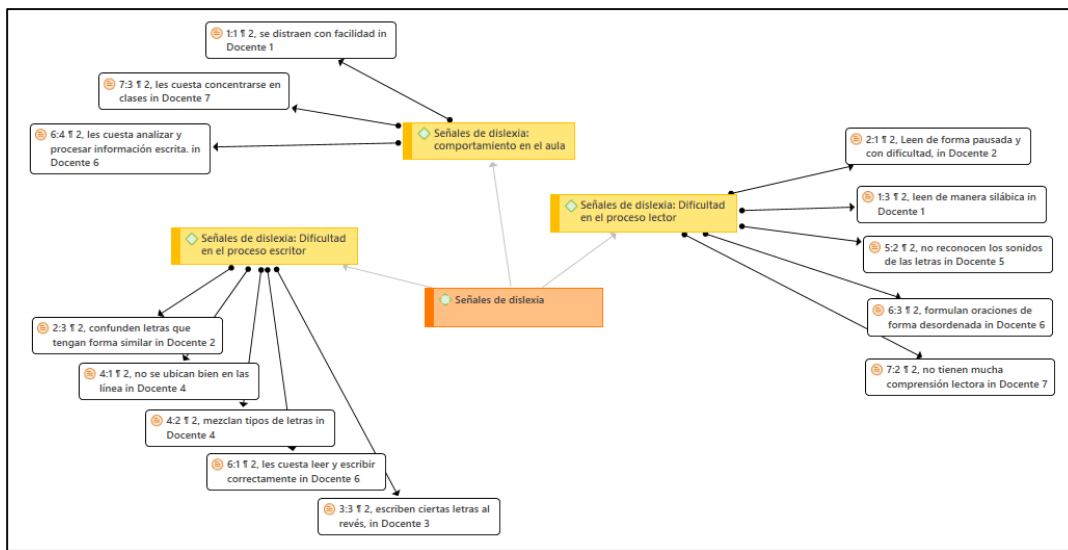 1:1 ¶ 2, se distraen con facilidad in
Docente 1
7:3 ¶ 2, les cuesta concentrarse en
clases in Docente 7
6:4 ¶ 2, les cuesta analizar y
procesar información escrita. in
Docente 6
Señales de dislexia:
comportamiento en el aula
2:1 ¶ 2, Leen de forma pausada y
con dificultad, in Docente 2
1:3 ¶ 2, leen de manera silábica in
Docente 1
5:2 ¶ 2, no reconocen los sonidos
de las letras in Docente 5
6:3 ¶ 2, formulan oraciones de
forma desordenada in Docente 6
7:2 ¶ 2, no tienen mucha
comprensión lectora in Docente 7
Señales de dislexia: Dificultad
en el proceso lector
Señales de dislexia: Dificultad
en el proceso escritor
Señales de dislexia
2:3 ¶ 2, confunden letras que
tengan forma similar in Docente 2
4:1 ¶ 2, no se ubican bien en las
línea in Docente 4
4:2 ¶ 2, mezclan tipos de letras in
Docente 4
6:1 ¶ 2, les cuesta leer y escribir
correctamente in Docente 6
3:3 ¶ 2, escriben ciertas letras al
revés, in Docente 3